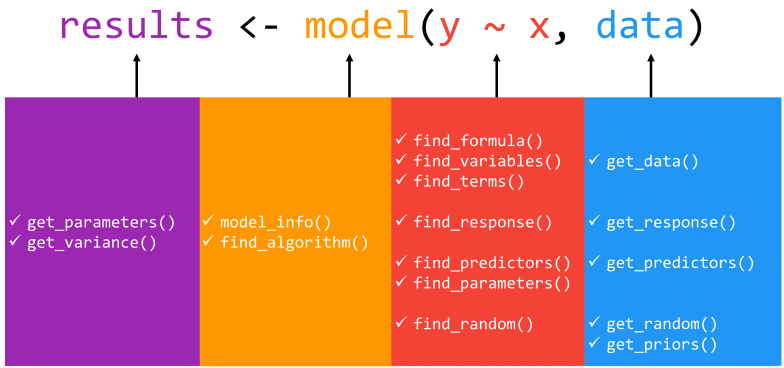 results <- model(y ~ x, data)
✓ get_parameters()
✓ get_variance()
✓ model_info()
✓ find_algorithm()
✓ find_formula()
✓ find_variables()
✓ find_terms()
✓ find_response()
✓ find_predictors()
✓ find_parameters()
✓ find_random()
✓ get_data()
✓ get_response()
✓ get_predictors()
✓ get_random()
✓ get_priors()